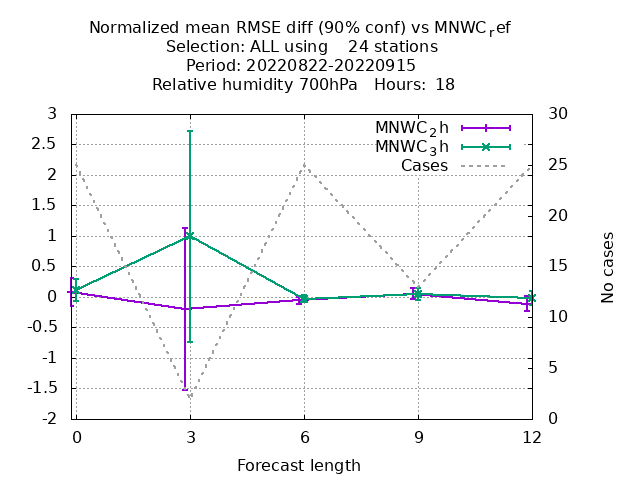 Normalized mean RMSE diff (90% conf) vs MNWC_ref
Selection: ALL using 24 stations
Period: 20220822-20220915
Relative humidity 700hPa Hours: 18
MNWC_2h
MNWC_3h
Cases
3
2.5
2
1.5
1
0.5
0
-0.5
-1
-1.5
-2
30
25
20
15
10
5
0
No cases
0 3 6 9 12
Forecast length